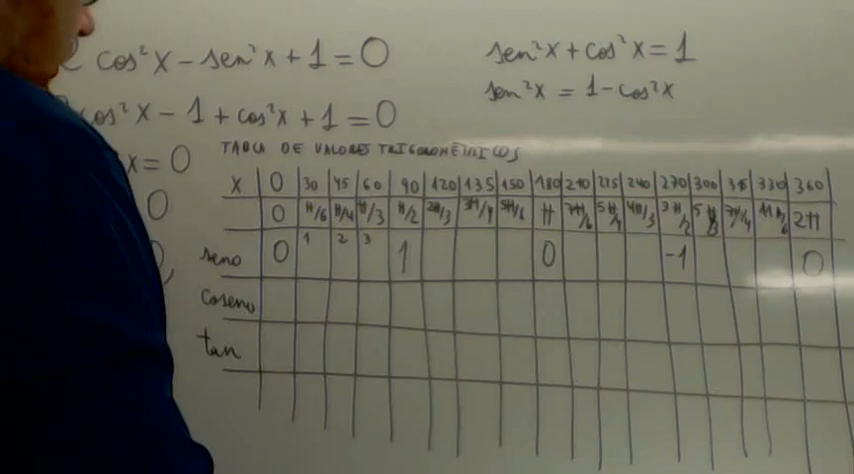 cos²x - sen²x + 1 = 0
sen²x + cos²x = 1
cos²x - 1 + cos²x + 1 = 0
sen²x = 1 - cos²x
x = 0
0
TABLA DE VALORES TRIGONOMÉTRICOS
X 0 30 45 60 90 120 135 150 180 210 225 240 270 300 315 330 360
0 π/6 π/4 π/3 π/2 2π/3 3π/4 5π/6 π 7π/6 5π/4 4π/3 3π/2 5π/3 7π/4 11π/6 2π
seno 0 1 2 3 1 0 -1 0
coseno
tan